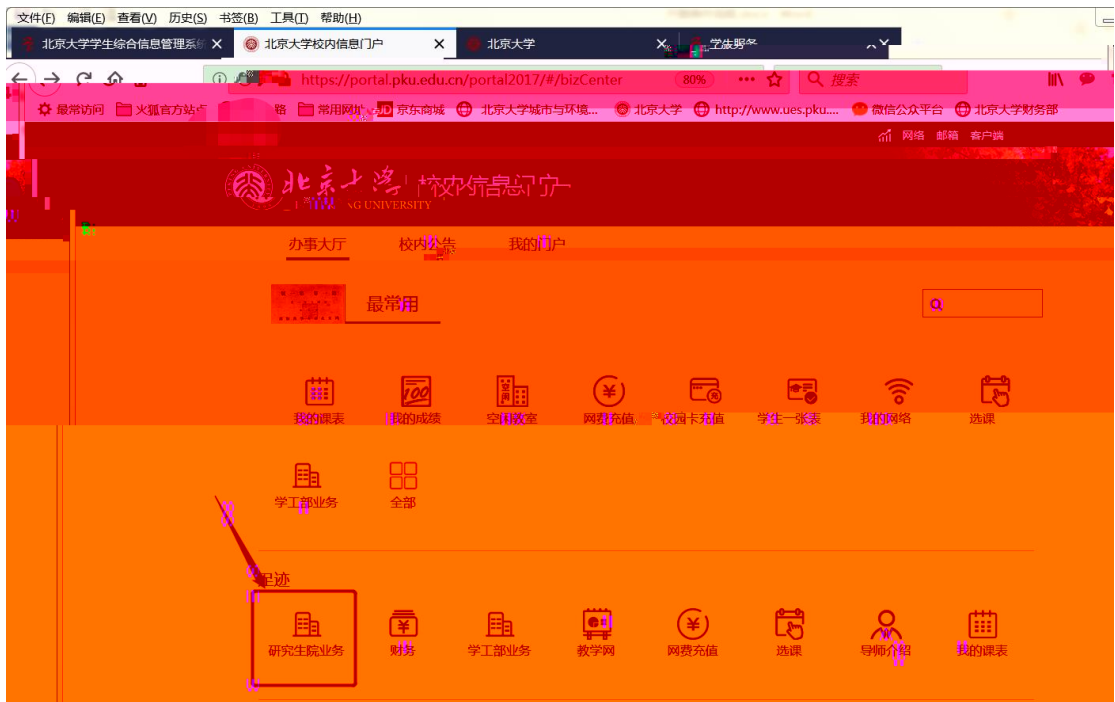 文件(F) 编辑(E) 查看(V) 历史(S) 书签(B) 工具(T) 帮助(H)
北京大学学生综合信息管理系统 × 北京大学校内信息门户 × 北京大学 ×
https://portal.pku.edu.cn/portal2017/#/bizCenter 80% ••• 搜索
最常访问 火狐官方站点 常用网址 JD 京东商城 北京大学城市与环境... 北京大学 http://www.ues.pku.... 微信公众平台 北京大学财务部
网络 邮箱 客户端
北京大学 校内信息门户
UNIVERSITY
办事大厅 校内公告 我的门户
最常用
我的课表 我的成绩 空闲教室 网费充值 校园卡充值 学生一张表 我的网络 选课
学工部业务 全部
足迹
研究生院业务 财务 学工部业务 教学网 网费充值 选课 导师介绍 我的课表